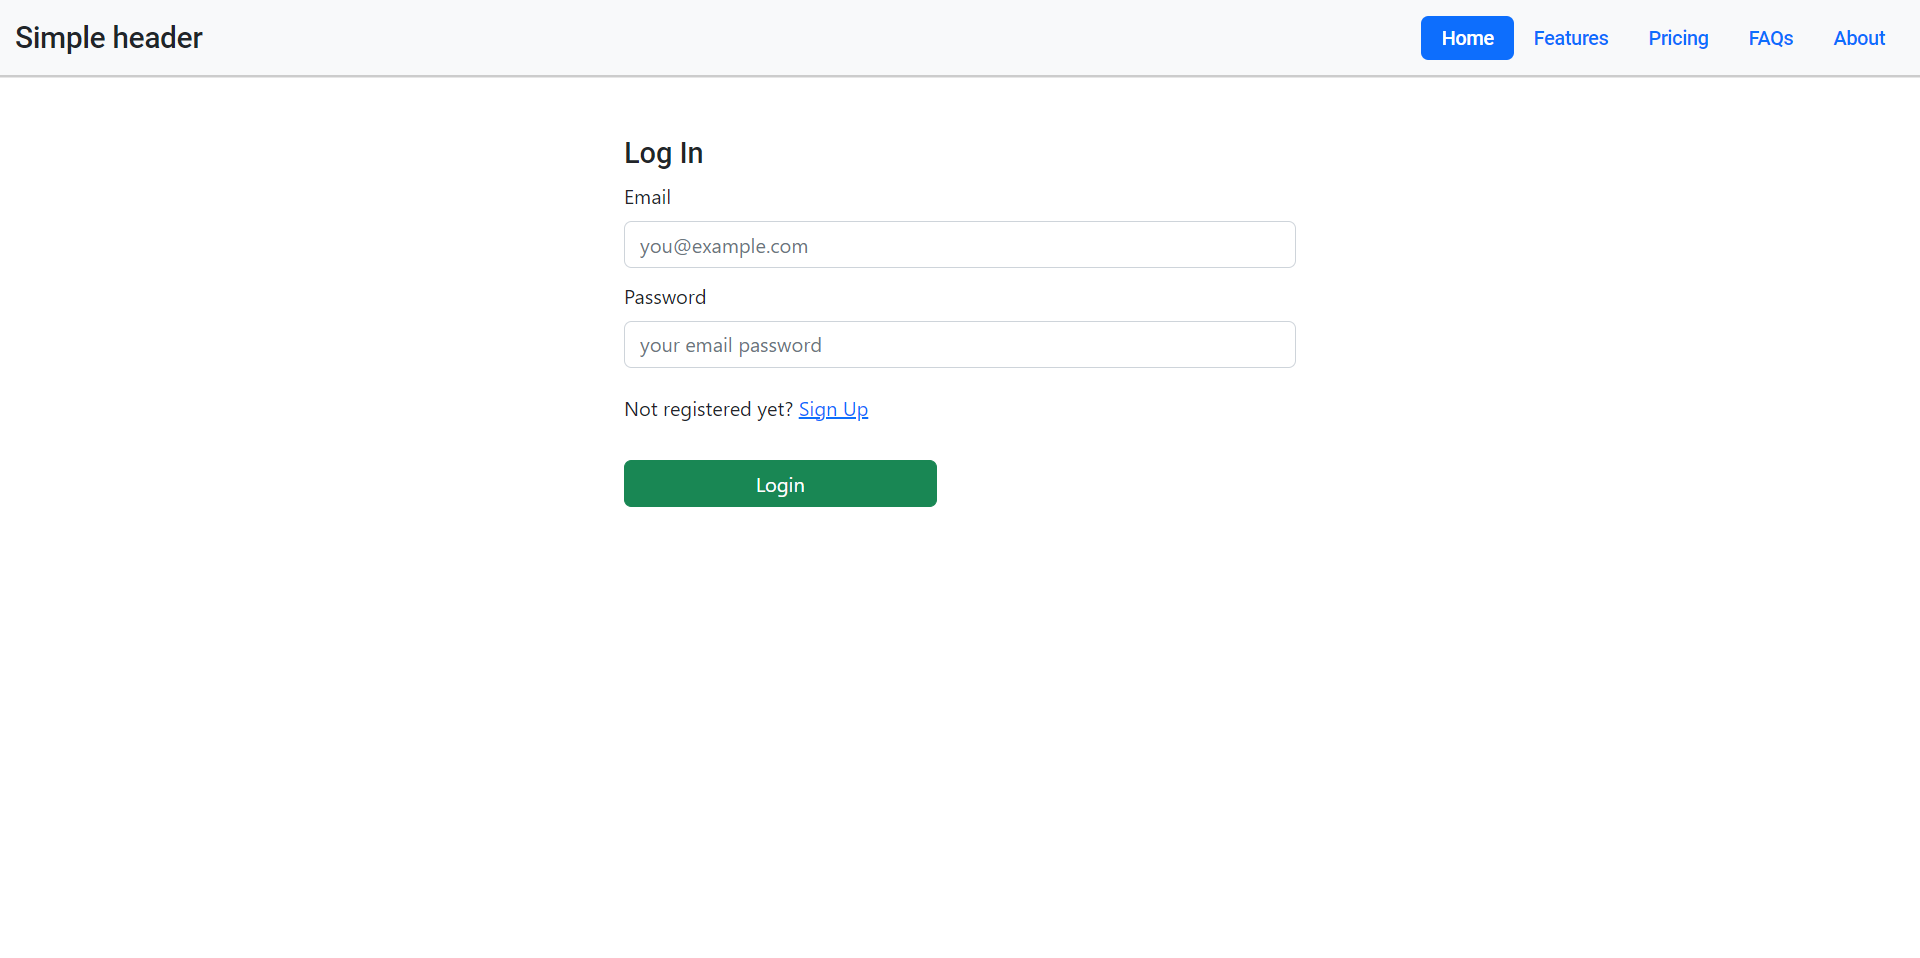 Simple header
Home Features Pricing FAQs About
Log In
Email
you@example.com
Password
your email password
Not registered yet? Sign Up
Login